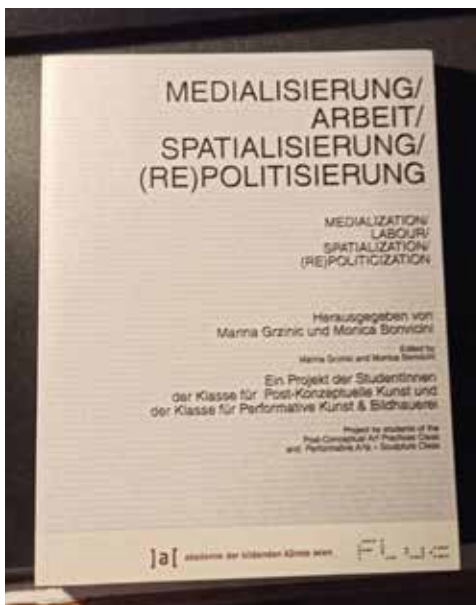 MEDIALISIERUNG/
ARBEIT/
SPATIALISIERUNG/
(RE)POLITISIERUNG
MEDIALIZATION/
LABOUR/
SPATIALIZATION/
(RE)POLITICIZATION
Herausgegeben von
Marina Grzinic und Monica Bonvicini
Edited by
Marina Grzinic and Monica Bonvicini
Ein Projekt der StudentInnen
der Klasse für Post-Konzeptuelle Kunst und
der Klasse für Performative Kunst & Bildhauerei
Project by students of the
Post-Conceptual Art Practices Class
and Performative Arts – Sculpture Class
]a[ akademie der bildenden künste wien